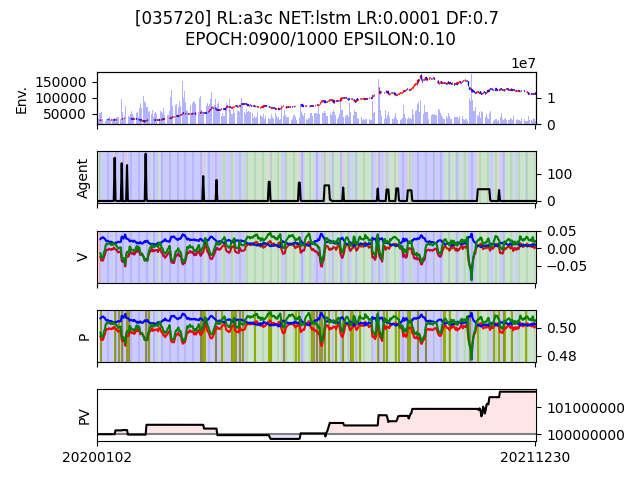 [035720] RL:a3c NET:lstm LR:0.0001 DF:0.7
EPOCH:0900/1000 EPSILON:0.10
1e7
Env.
150000
100000
50000
1
0
Agent
100
0
V
0.05
0.00
−0.05
P
0.50
0.48
PV
101000000
100000000
20200102
20211230